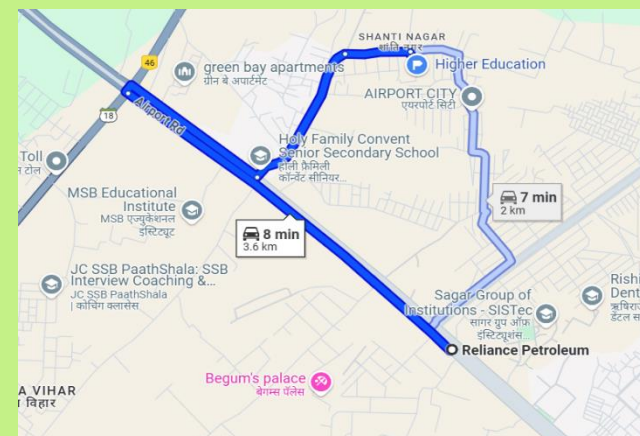 SHANTI NAGAR
शांति नगर
46
green bay apartments
ग्रीन बे अपार्टमेंट
Higher Education
AIRPORT CITY
एयरपोर्ट सिटी
Airport Rd
18
Toll
टोल
Holy Family Convent
Senior Secondary School
होली फ़ैमिली
कॉन्वेंट सीनियर...
MSB Educational
Institute
MSB एज्युकेशनल
इंस्टिट्यूट
7 min
2 km
8 min
3.6 km
JC SSB PaathShala: SSB
Interview Coaching &...
JC SSB PaathShala
| कोचिंग क्लासेस
Sagar Group of
Institutions - SISTec
सागर ग्रुप ऑफ़
इंस्टिट्यूशंस...
Rishi
Dent
ऋषिरा
डेंटल स
Reliance Petroleum
Begum's palace
बेगम्स पॅलेस
A VIHAR
विहार